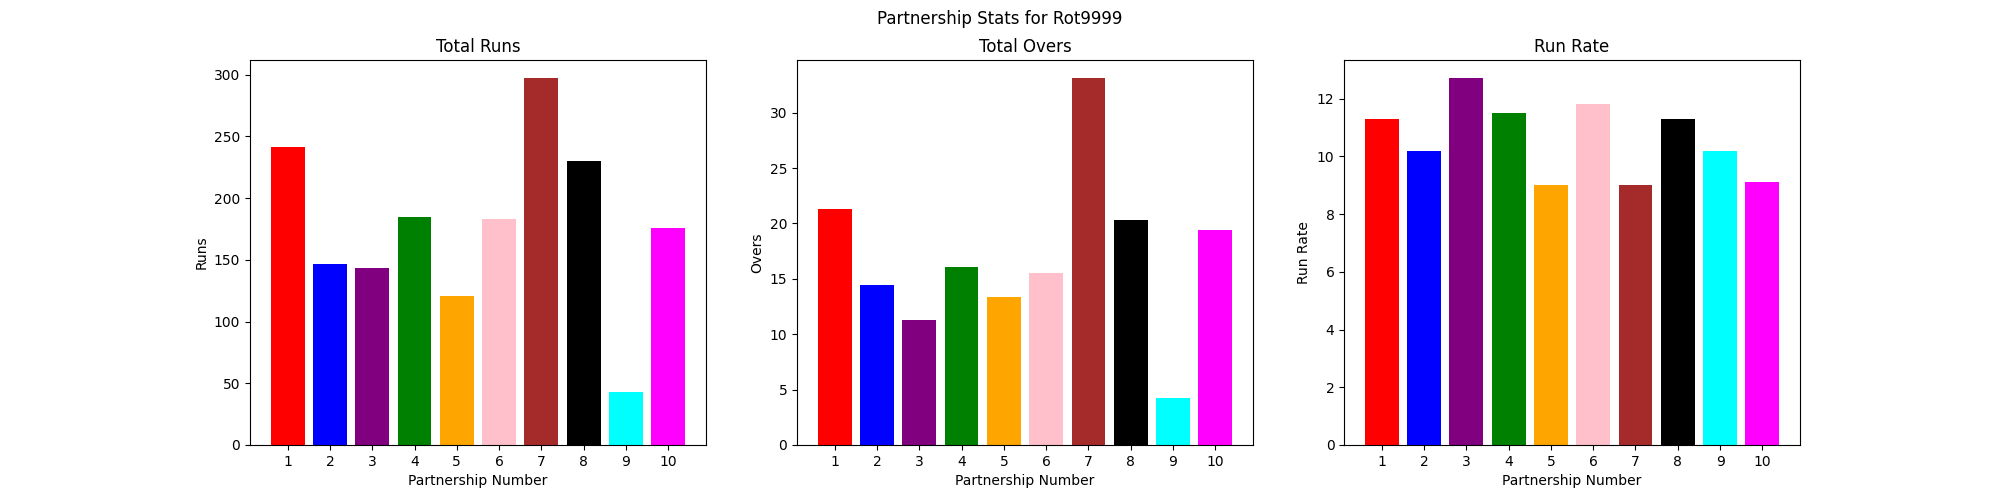 Partnership Stats for Rot9999
Total Runs
Runs
300
250
200
150
100
50
0
1 2 3 4 5 6 7 8 9 10
Partnership Number
Total Overs
Overs
30
25
20
15
10
5
0
1 2 3 4 5 6 7 8 9 10
Partnership Number
Run Rate
Run Rate
12
10
8
6
4
2
0
1 2 3 4 5 6 7 8 9 10
Partnership Number